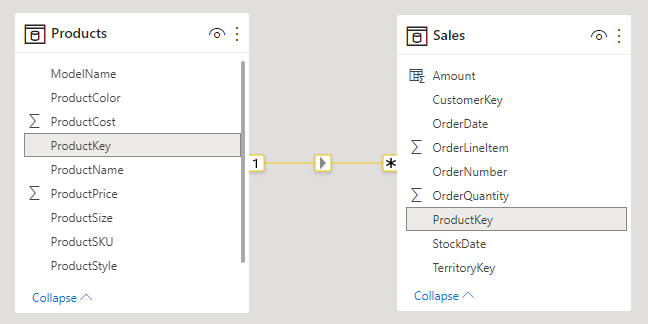 Products
ModelName
ProductColor
ProductCost
ProductKey
ProductName
ProductPrice
ProductSize
ProductSKU
ProductStyle
Collapse
1
*
Sales
Amount
CustomerKey
OrderDate
OrderLineItem
OrderNumber
OrderQuantity
ProductKey
StockDate
TerritoryKey
Collapse